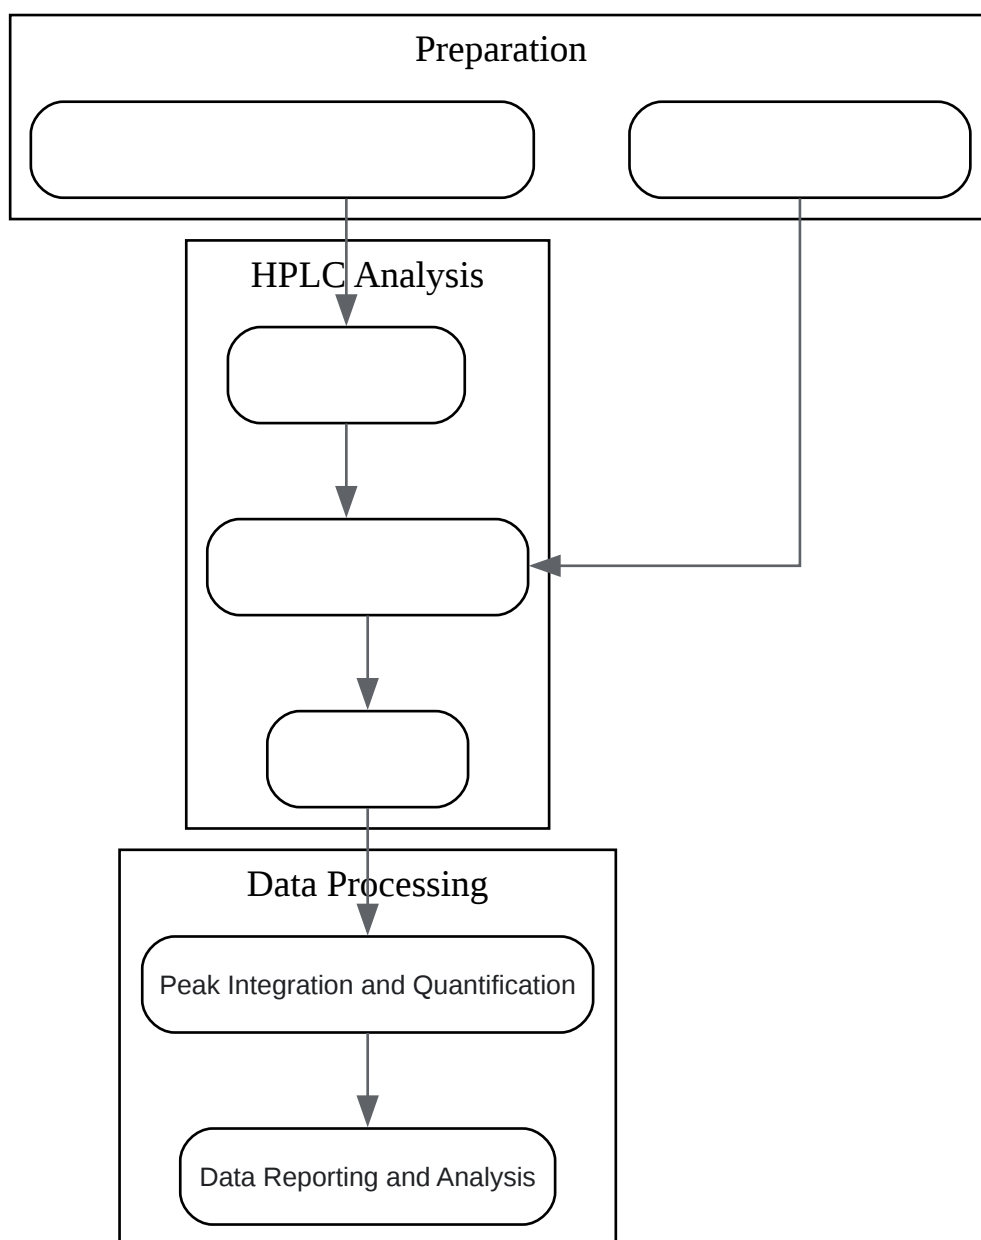 Preparation
HPLC Analysis
Data Processing
Peak Integration and Quantification
Data Reporting and Analysis